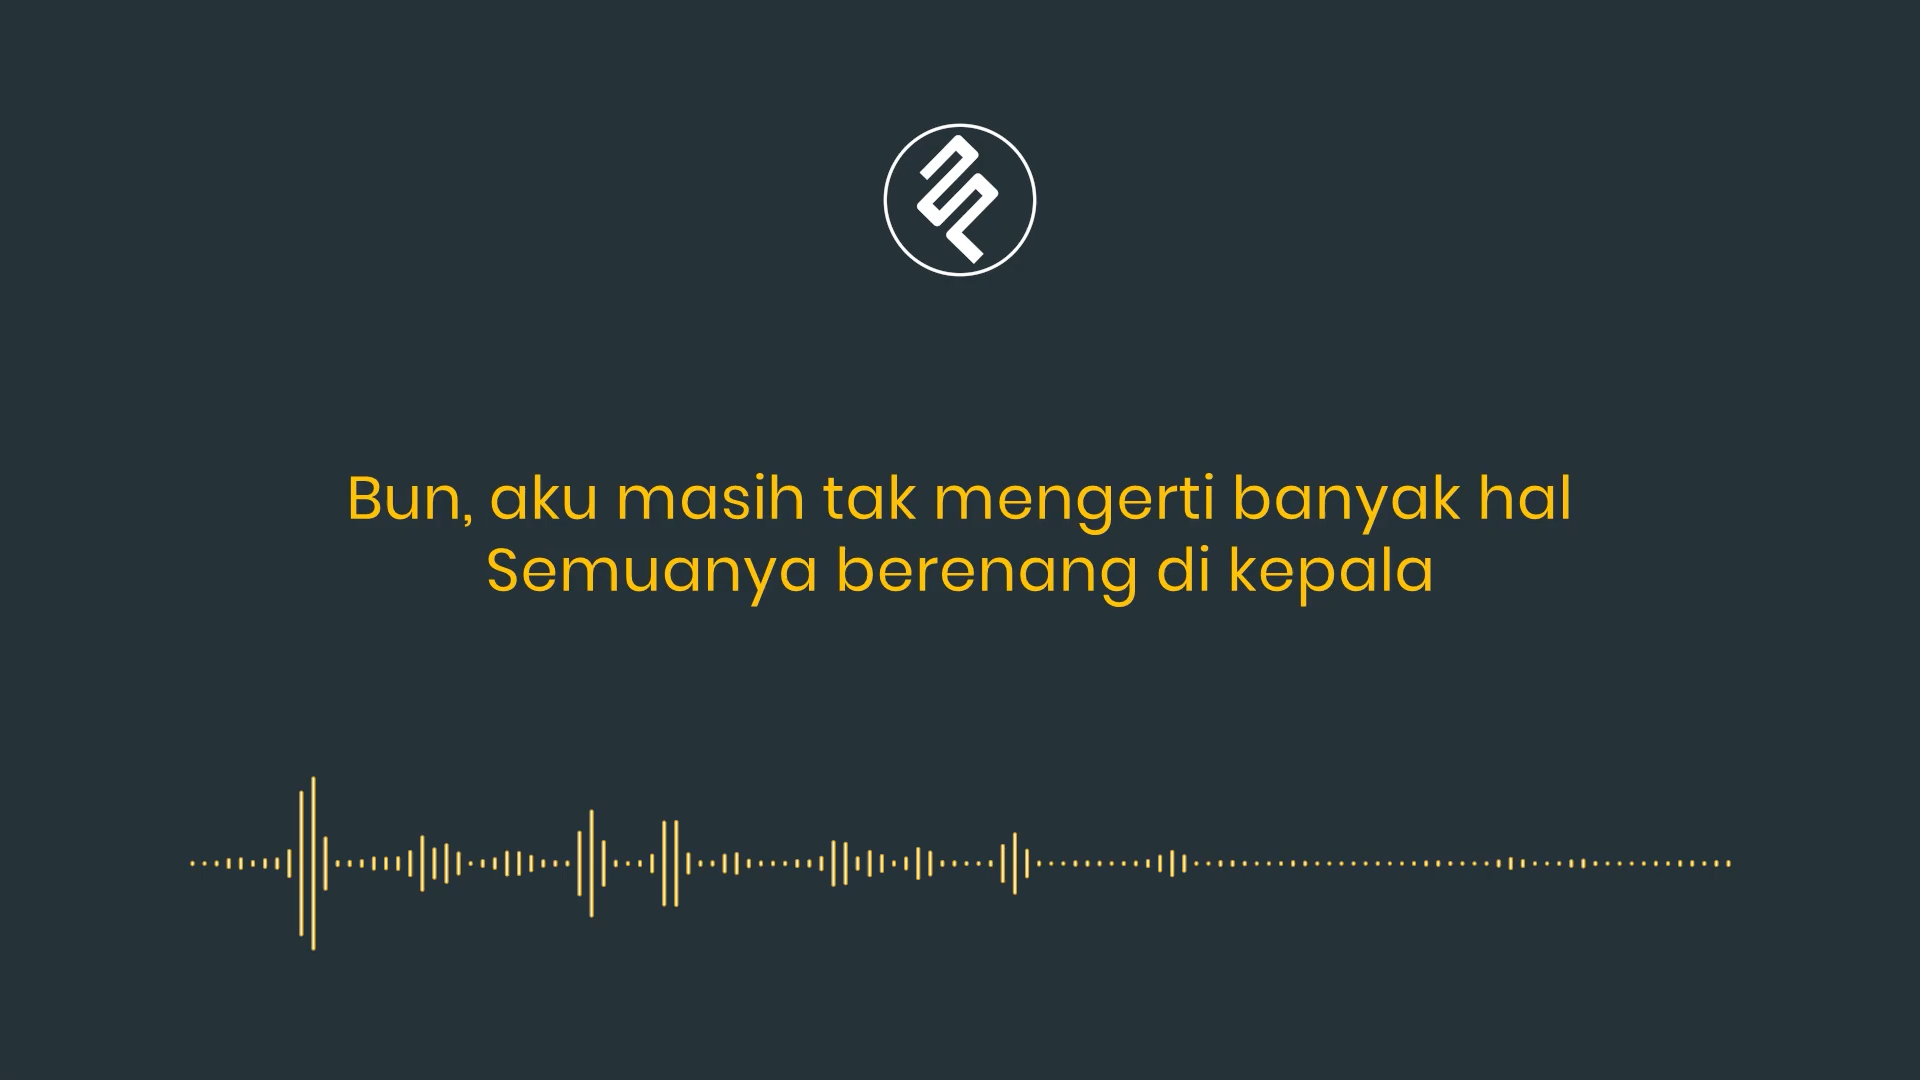 Bun, aku masih tak mengerti banyak hal
Semuanya berenang di kepala